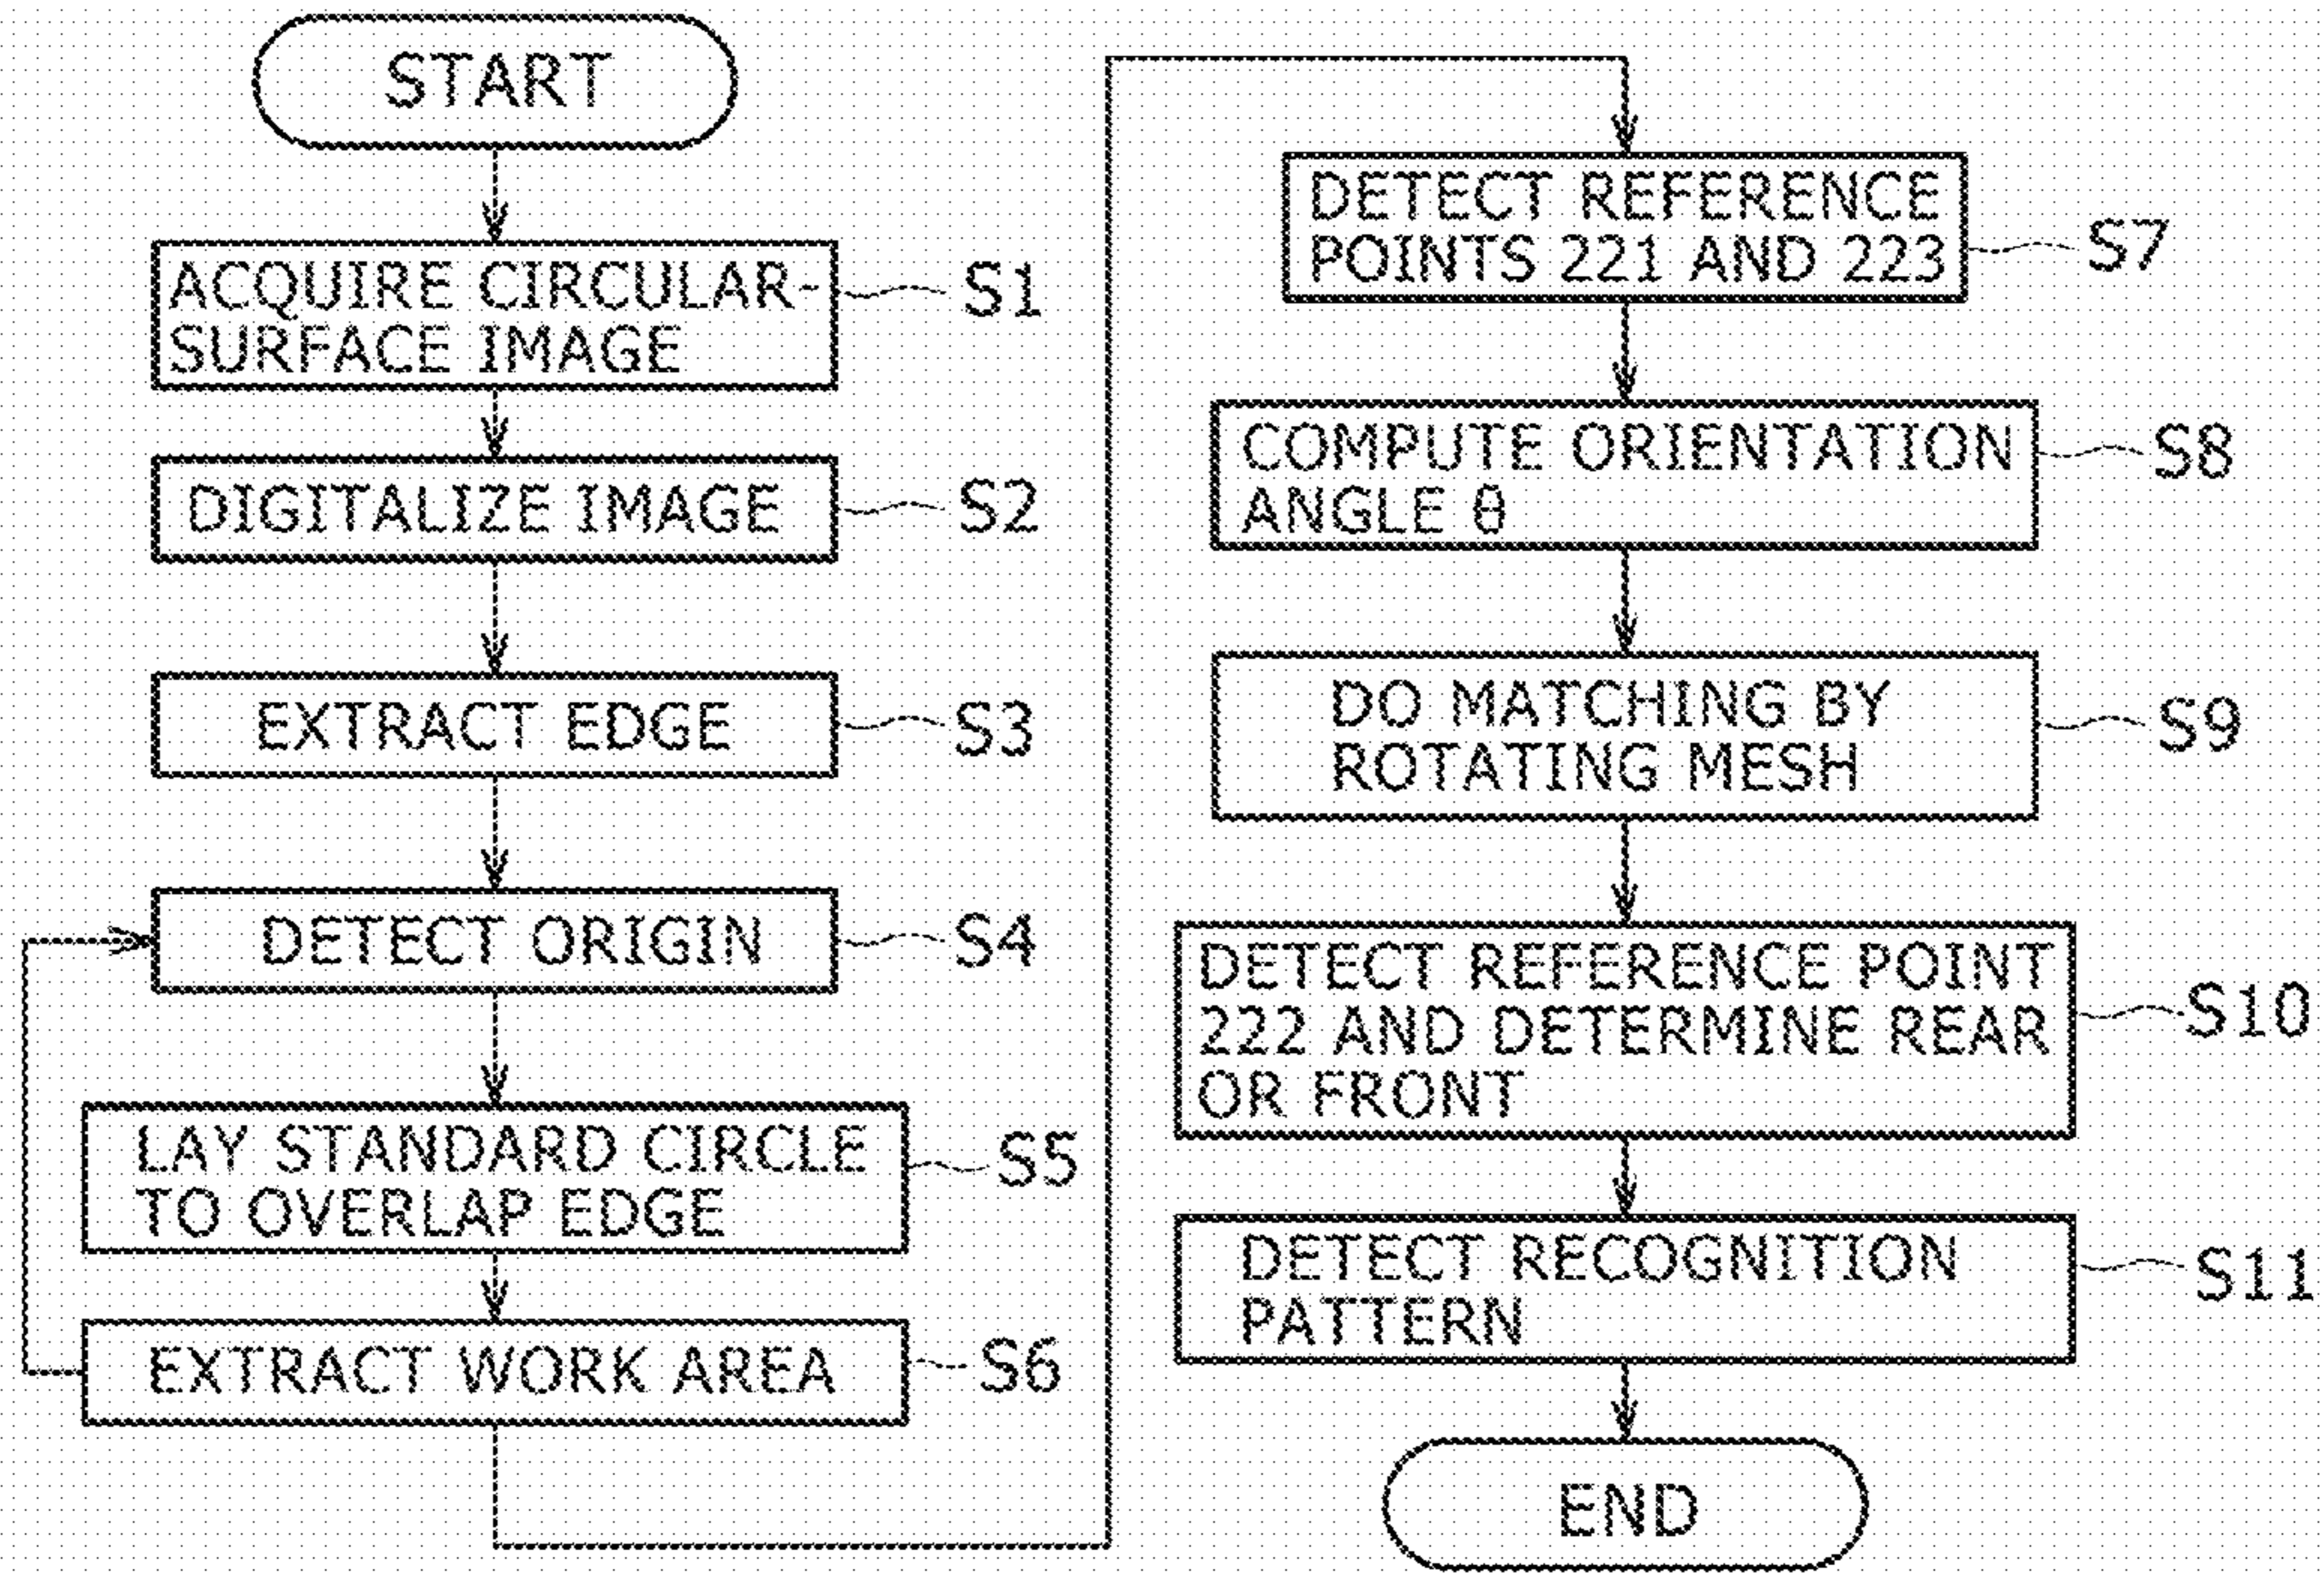 START
ACQUIRE CIRCULAR-
SURFACE IMAGE
S1
DIGITALIZE IMAGE
S2
EXTRACT EDGE
S3
DETECT ORIGIN
S4
LAY STANDARD CIRCLE
TO OVERLAP EDGE
S5
EXTRACT WORK AREA
S6
DETECT REFERENCE
POINTS 221 AND 223
S7
COMPUTE ORIENTATION
ANGLE θ
S8
DO MATCHING BY
ROTATING MESH
S9
DETECT REFERENCE POINT
222 AND DETERMINE REAR
OR FRONT
S10
DETECT RECOGNITION
PATTERN
S11
END